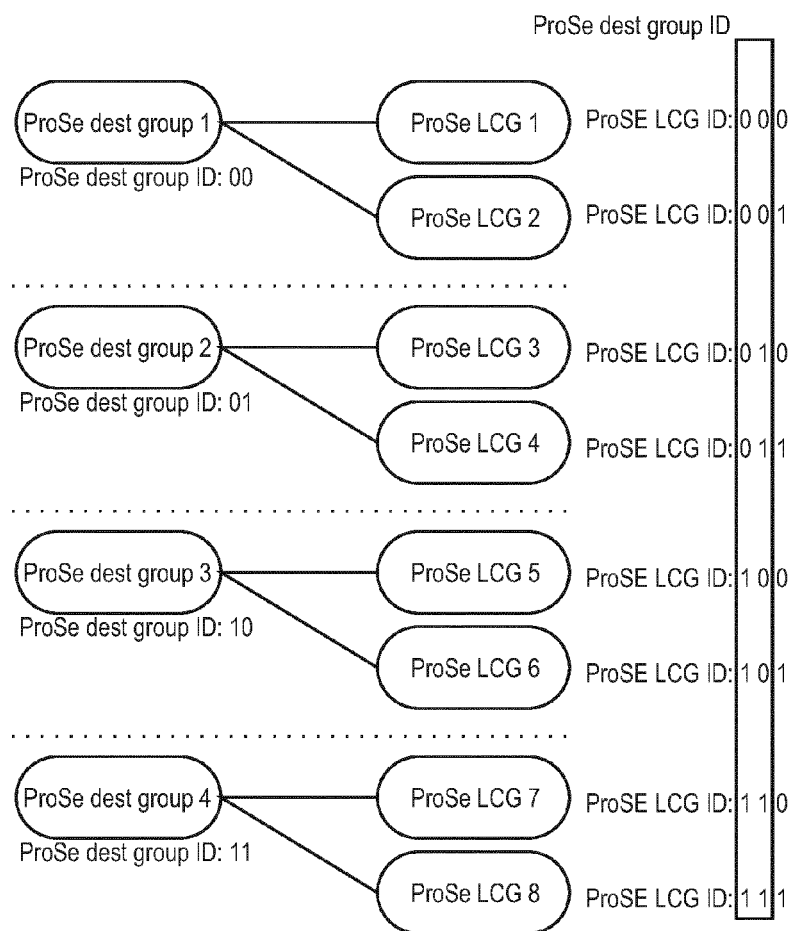 ProSe dest group ID
ProSe dest group 1
ProSe LCG 1
ProSE LCG ID: 0 0 0
ProSe dest group ID: 00
ProSe LCG 2
ProSE LCG ID: 0 0 1
ProSe dest group 2
ProSe LCG 3
ProSE LCG ID: 0 1 0
ProSe dest group ID: 01
ProSe LCG 4
ProSE LCG ID: 0 1 1
ProSe dest group 3
ProSe LCG 5
ProSE LCG ID: 1 0 0
ProSe dest group ID: 10
ProSe LCG 6
ProSE LCG ID: 1 0 1
ProSe dest group 4
ProSe LCG 7
ProSE LCG ID: 1 1 0
ProSe dest group ID: 11
ProSe LCG 8
ProSE LCG ID: 1 1 1